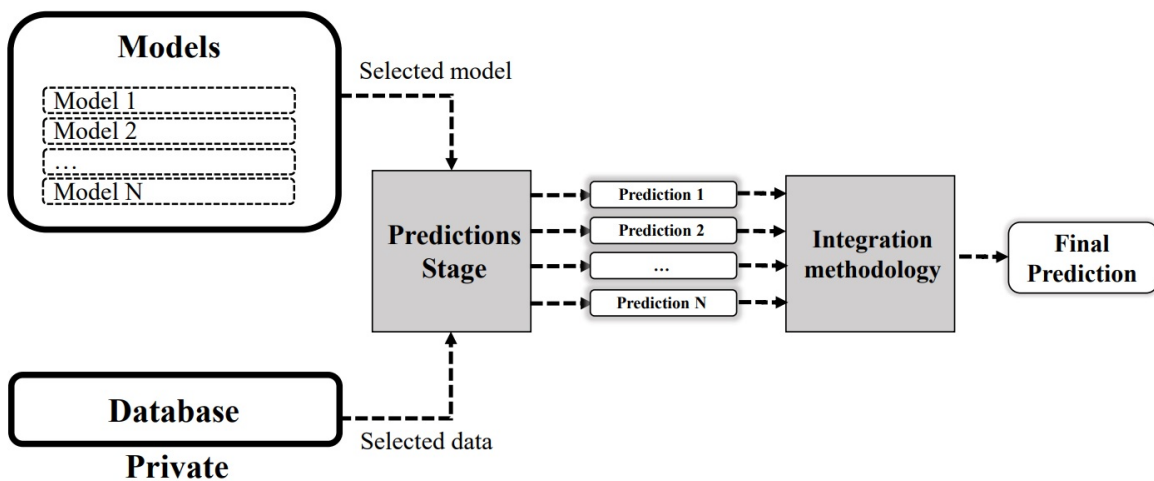 Models
Model 1
Model 2
...
Model N
Selected model
Predictions
Stage
Prediction 1
Prediction 2
...
Prediction N
Integration
methodology
Final
Prediction
Database
Selected data
Private